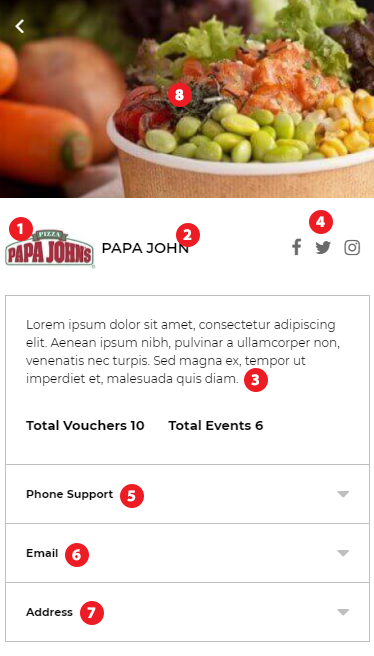 8
1
PIZZA
PAPA JOHNS
2
PAPA JOHN
4
Lorem ipsum dolor sit amet, consectetur adipiscing
elit. Aenean ipsum nibh, pulvinar a ullamcorper non,
venenatis nec turpis. Sed magna ex, tempor ut
imperdiet et, malesuada quis diam. 3
Total Vouchers 10 Total Events 6
Phone Support 5
Email 6
Address 7